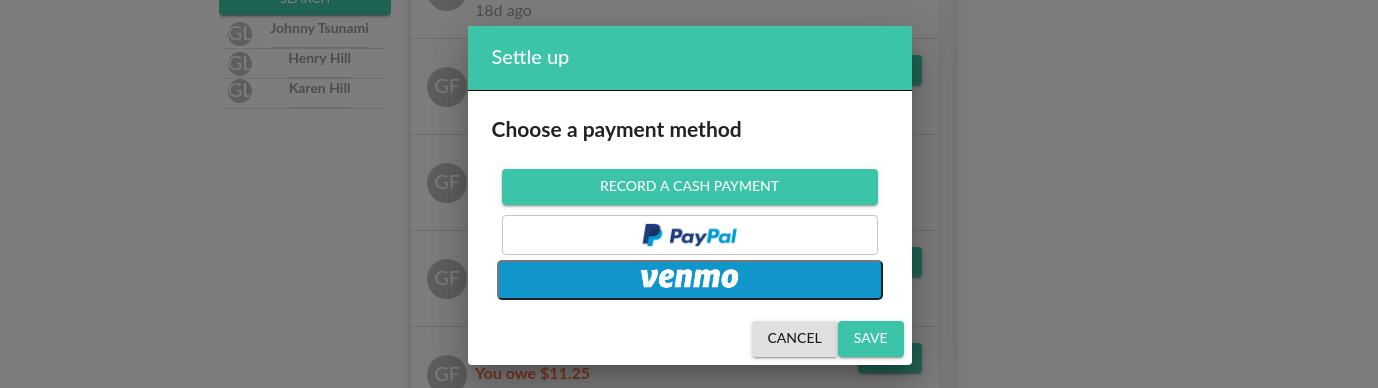 SEARCH
Johnny Tsunami
GL
Henry Hill
GL
Karen Hill
GL
18d ago
GF
GF
GF
GF
You owe $11.25
Settle up
Choose a payment method
RECORD A CASH PAYMENT
PayPal
venmo
CANCEL
SAVE